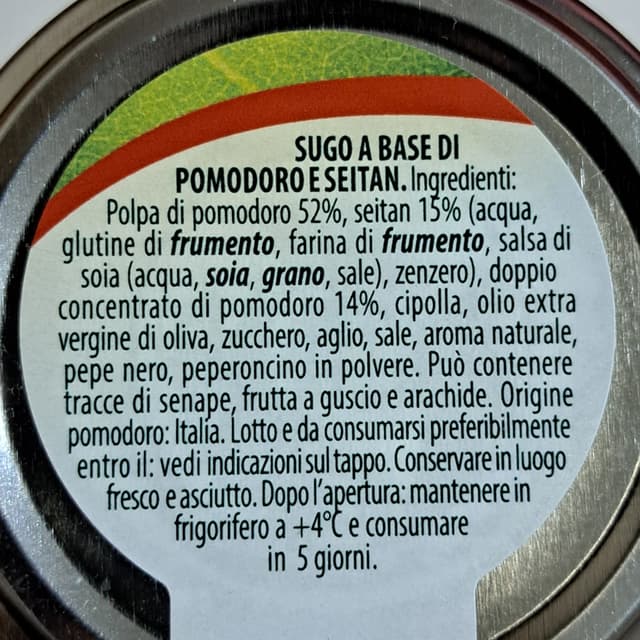 SUGO A BASE DI
POMODORO E SEITAN. Ingredienti:
Polpa di pomodoro 52%, seitan 15% (acqua,
glutine di frumento, farina di frumento, salsa di
soia (acqua, soia, grano, sale), zenzero), doppio
concentrato di pomodoro 14%, cipolla, olio extra
vergine di oliva, zucchero, aglio, sale, aroma naturale,
pepe nero, peperoncino in polvere. Può contenere
tracce di senape, frutta a guscio e arachide. Origine
pomodoro: Italia. Lotto e da consumarsi preferibilmente
entro il: vedi indicazioni sul tappo. Conservare in luogo
fresco e asciutto. Dopo l'apertura: mantenere in
frigorifero a +4°C e consumare
in 5 giorni.